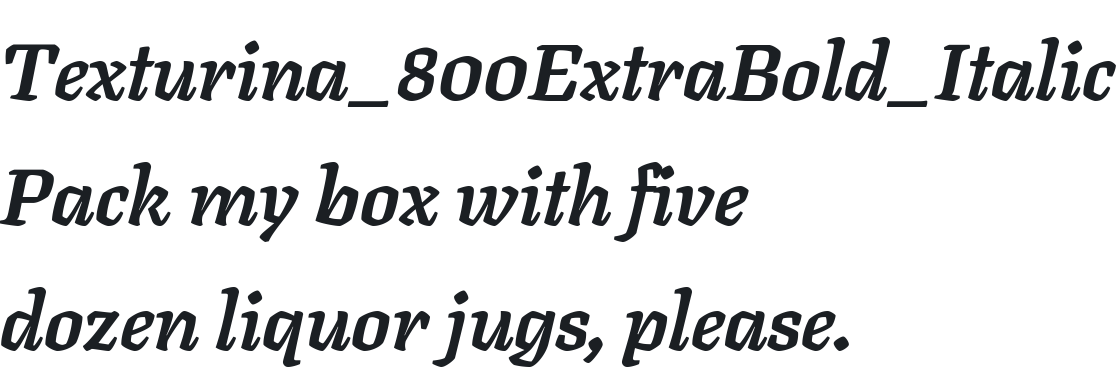 Texturina_800ExtraBold_Italic
Pack my box with five
dozen liquor jugs, please.